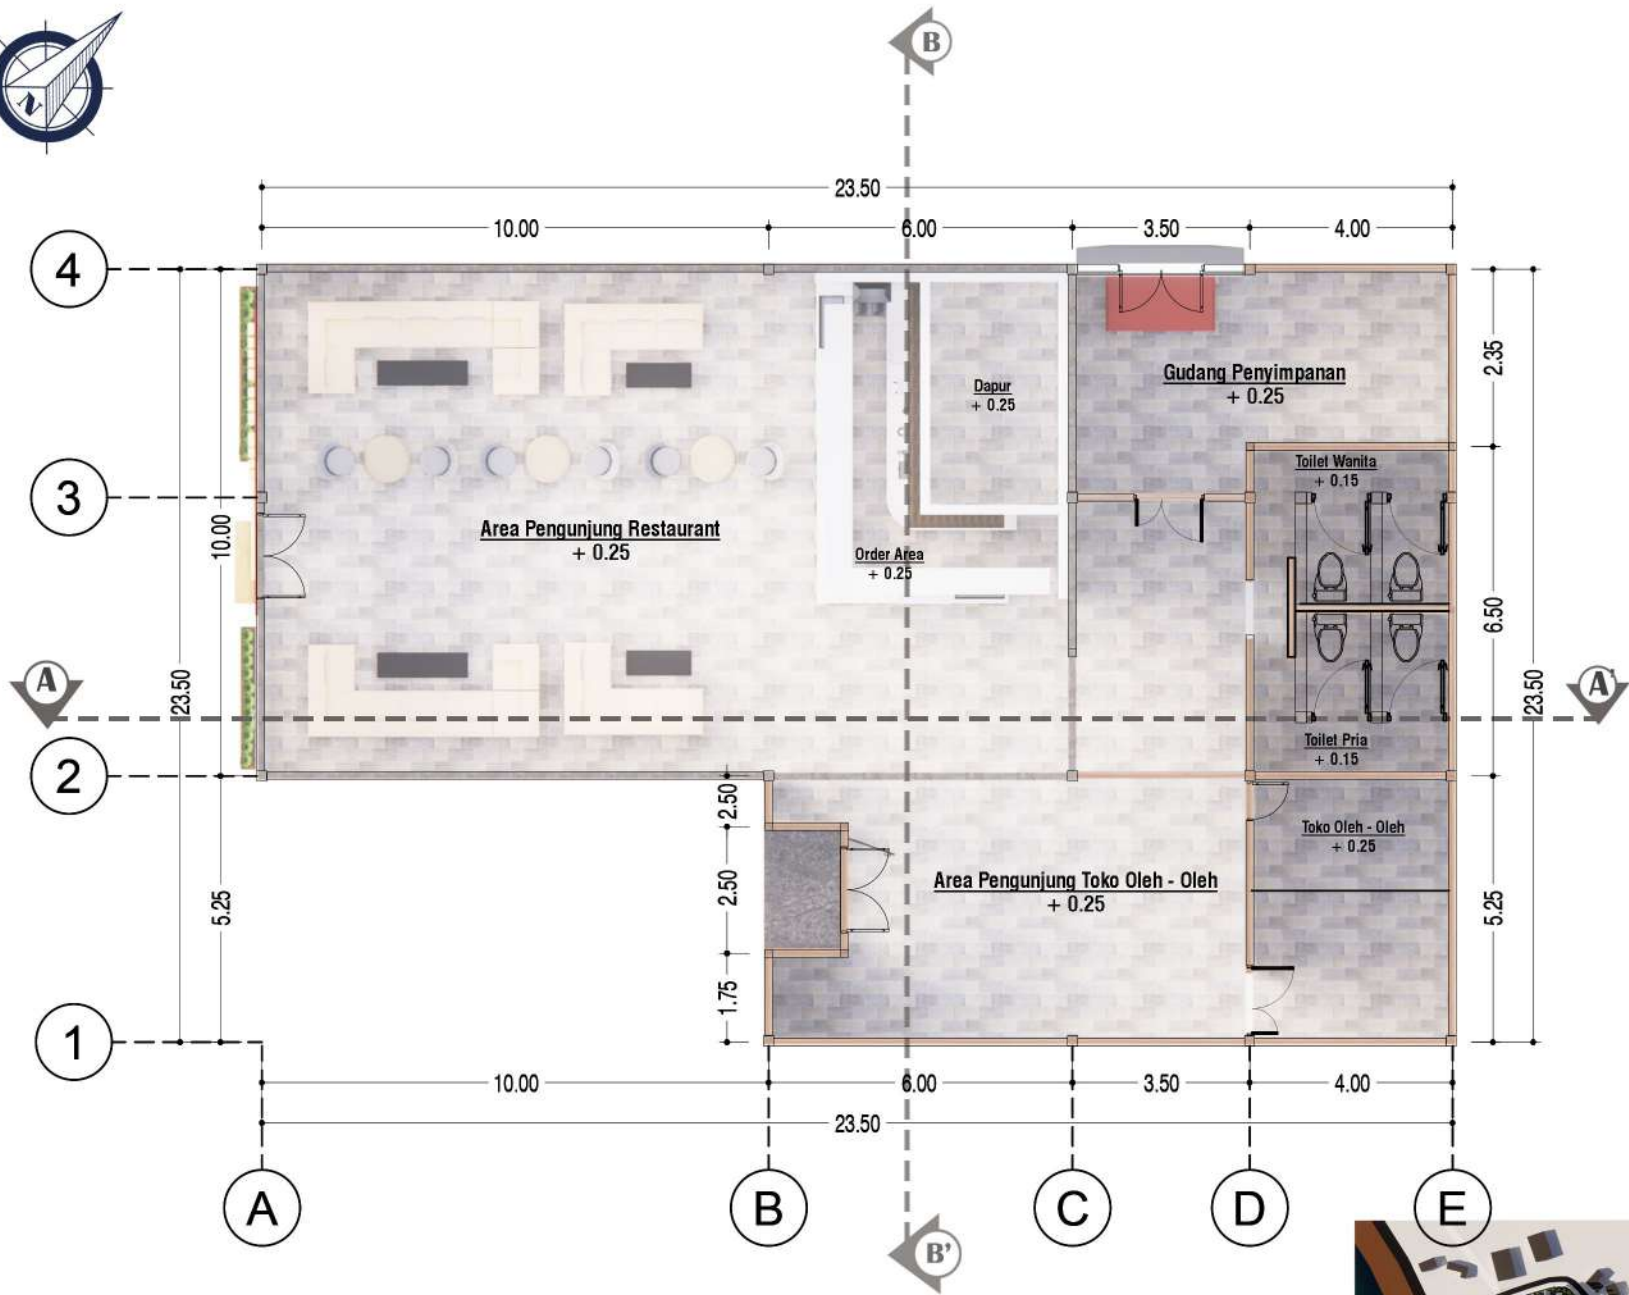 N
B
23.50
10.00
6.00
3.50
4.00
4
Gudang Penyimpanan
+ 0.25
Dapur
+ 0.25
2.35
Toilet Wanita
+ 0.15
3
10.00
Area Pengunjung Restaurant
+ 0.25
Order Area
+ 0.25
6.50
A
23.50
A'
23.50
2
Toilet Pria
+ 0.15
2.50
Toko Oleh - Oleh
+ 0.25
5.25
2.50
Area Pengunjung Toko Oleh - Oleh
+ 0.25
5.25
1.75
1
10.00
6.00
3.50
4.00
23.50
A
B
C
D
E
B'